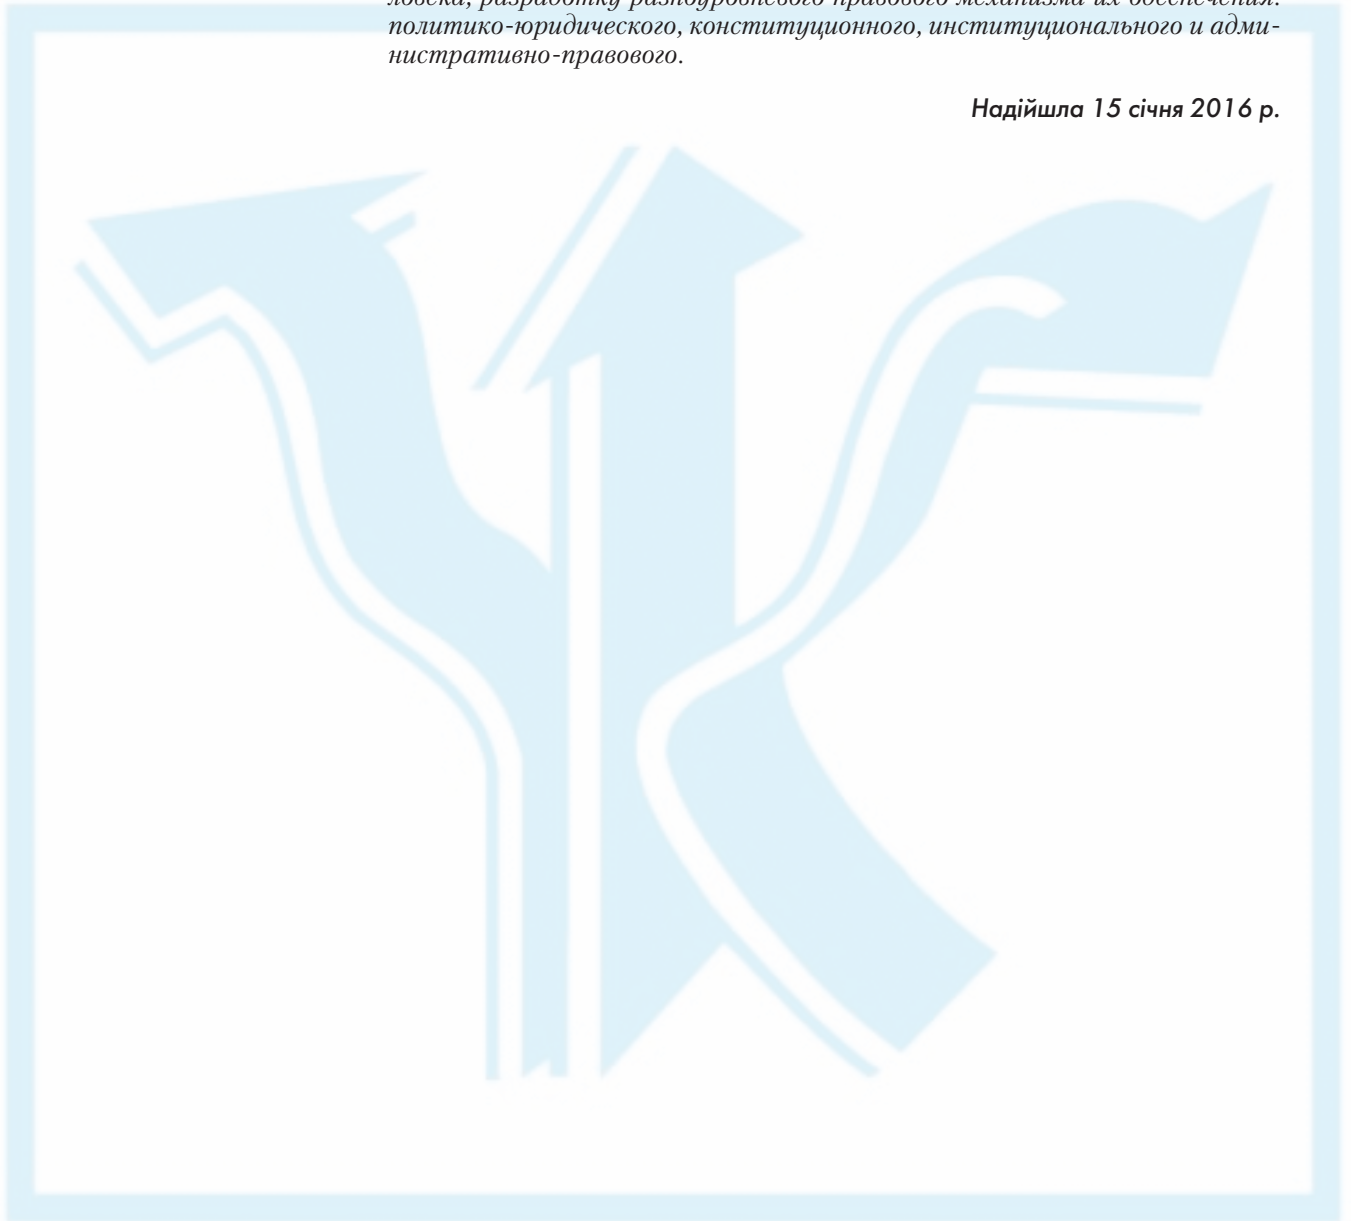 ловека, разработку разноуровневого правового механизма их обеспечения:
политико-юридического, конституционного, институционального и адми-
нистративно-правового.
Надійшла 15 січня 2016 р.